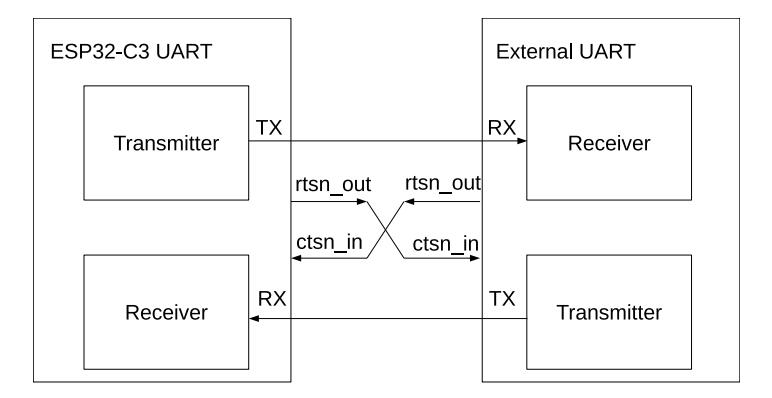 ESP32-C3 UART
External UART
Transmitter
TX
RX
Receiver
rtsn_out
rtsn_out
ctsn_in
ctsn_in
Receiver
RX
TX
Transmitter